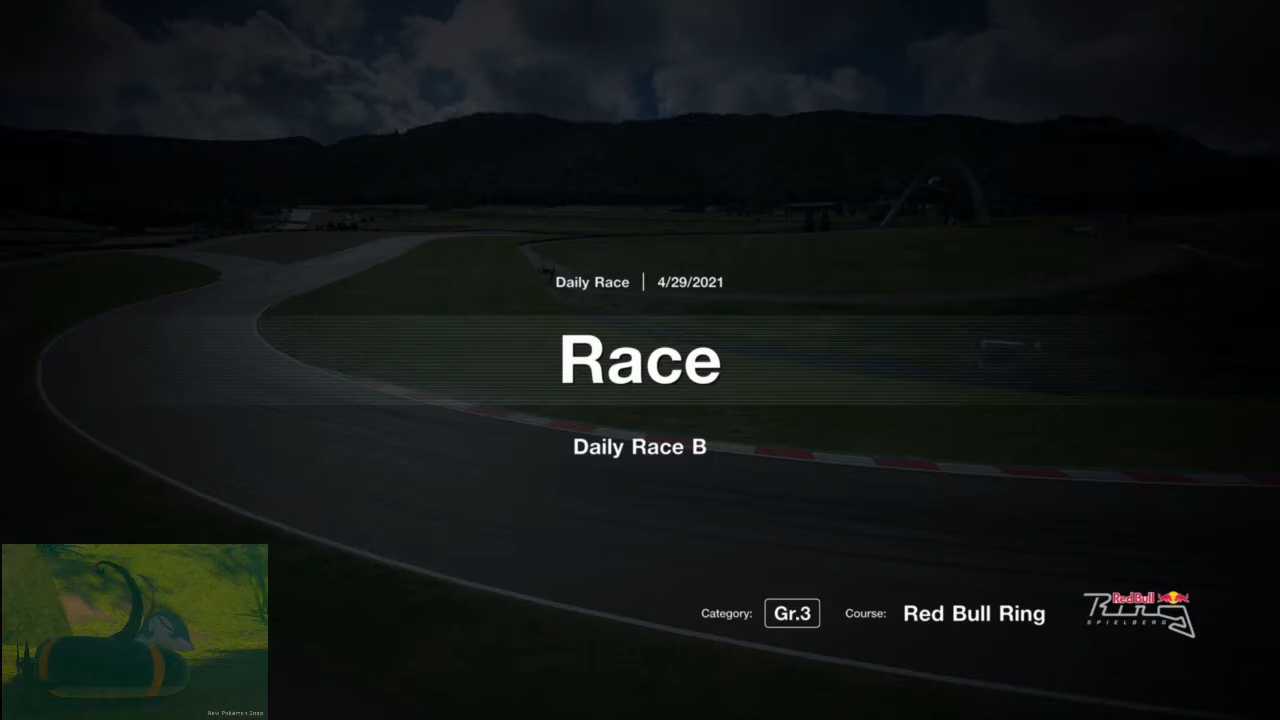 Daily Race | 4/29/2021
Race
Daily Race B
Category: Gr.3 Course: Red Bull Ring
Red Bull
Ring
SPIELBERG
New Pokémon Snap